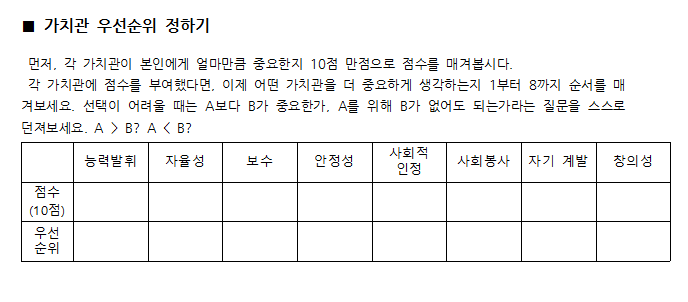 ■ 가치관 우선순위 정하기
먼저, 각 가치관이 본인에게 얼마만큼 중요한지 10점 만점으로 점수를 매겨봅시다.
각 가치관에 점수를 부여했다면, 이제 어떤 가치관을 더 중요하게 생각하는지 1부터 8까지 순서를 매
겨보세요. 선택이 어려울 때는 A보다 B가 중요한가, A를 위해 B가 없어도 되는가라는 질문을 스스로
던져보세요. A > B? A < B?
능력발휘 자율성 보수 안정성 사회적 인정 사회봉사 자기 계발 창의성
점수
(10점)
우선
순위